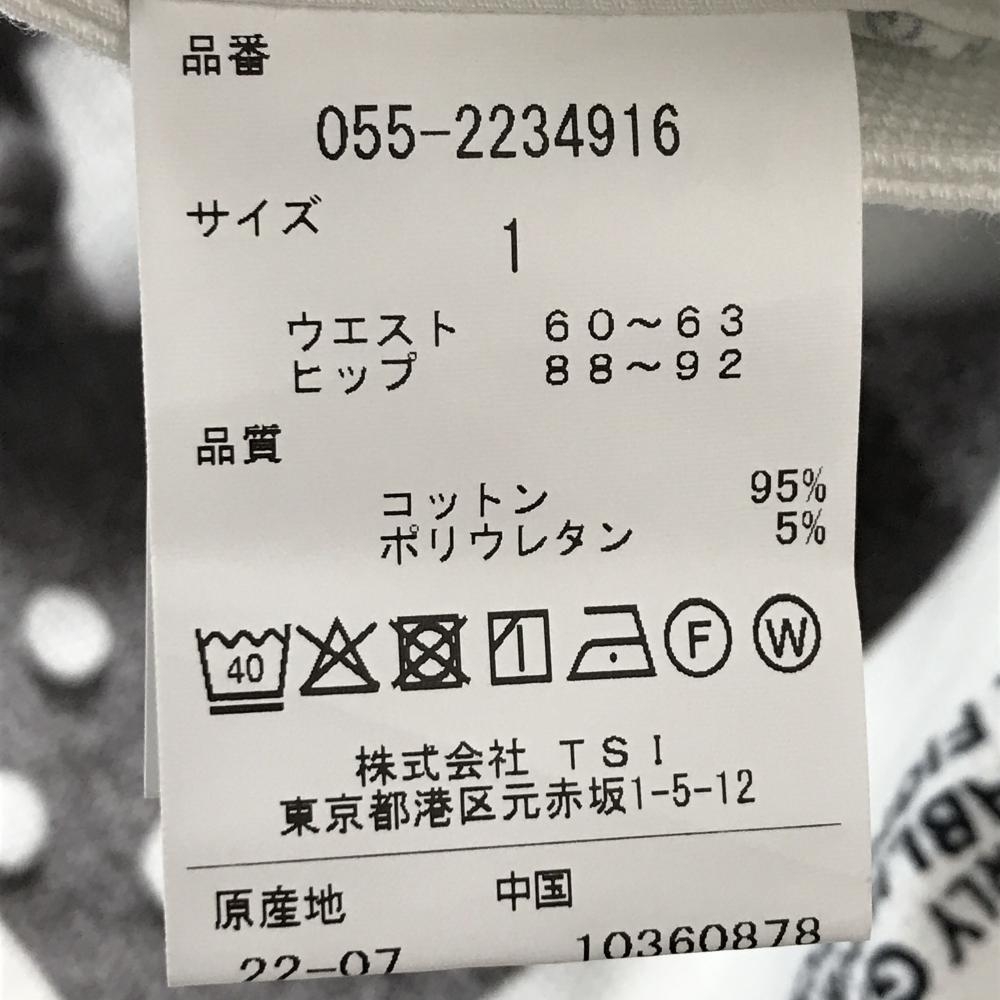 品番
055-2234916
サイズ
1
ウエスト 60～63
ヒップ 88～92
品質
コットン 95%
ポリウレタン 5%
40 F W
株式会社 TSI
東京都港区元赤坂1-5-12
原産地 中国
22-07 10360878